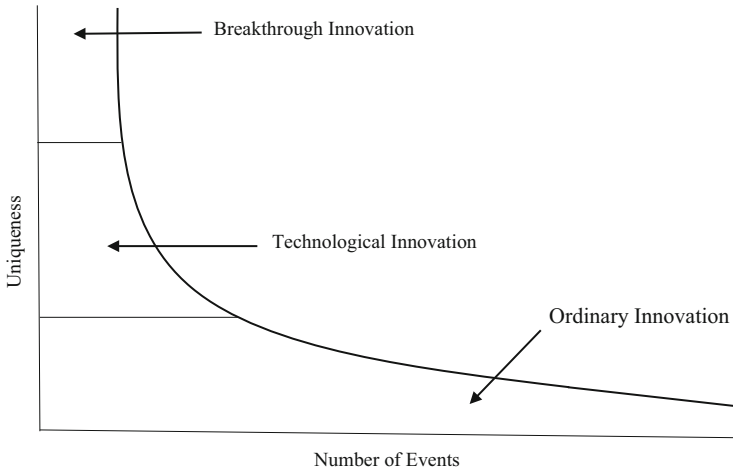 Breakthrough Innovation
Uniqueness
Technological Innovation
Ordinary Innovation
Number of Events